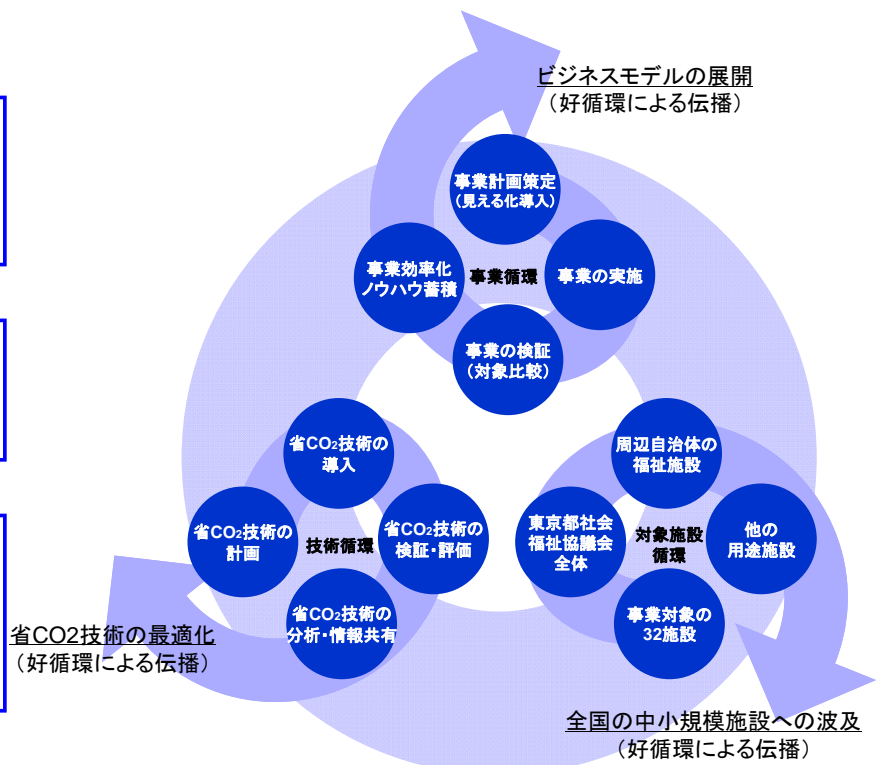 ビジネスモデルの展開
（好循環による伝播）
事業計画策定
（見える化導入）
事業効率化
ノウハウ蓄積
事業循環
事業の実施
事業の検証
（対象比較）
省CO2技術の
導入
省CO2技術の
計画
技術循環
省CO2技術の
検証・評価
省CO2技術の
分析・情報共有
省CO2技術の最適化
（好循環による伝播）
周辺自治体の
福祉施設
東京都社会
福祉協議会
全体
対象施設
循環
他の
用途施設
事業対象の
32施設
全国の中小規模施設への波及
（好循環による伝播）